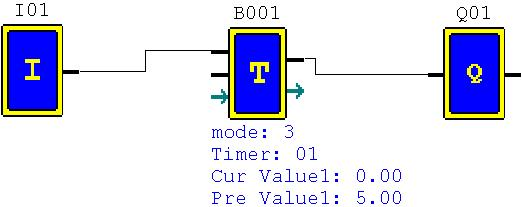 I01 B001 Q01
I T Q
mode: 3
Timer: 01
Cur Value1: 0.00
Pre Value1: 5.00